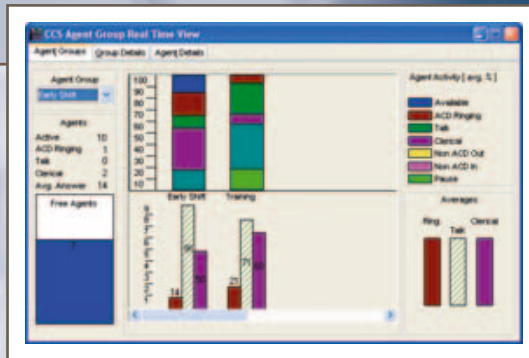 CCS Agent Group Real Time View
Agent Groups Group Details Agent Details
Agent Group
Early Shift
Agents
Active 10
ACD Ringing 1
Talk 0
Clerical 2
Avg. Answer 14
Free Agents
7
100
90
80
70
60
50
40
30
20
10
Early Shift Training
14
90
50
21
71
60
Agent Activity [ avg. % ]
Available
ACD Ringing
Talk
Clerical
Non ACD Out
Non ACD In
Pause
Averages
Ring Talk Clerical